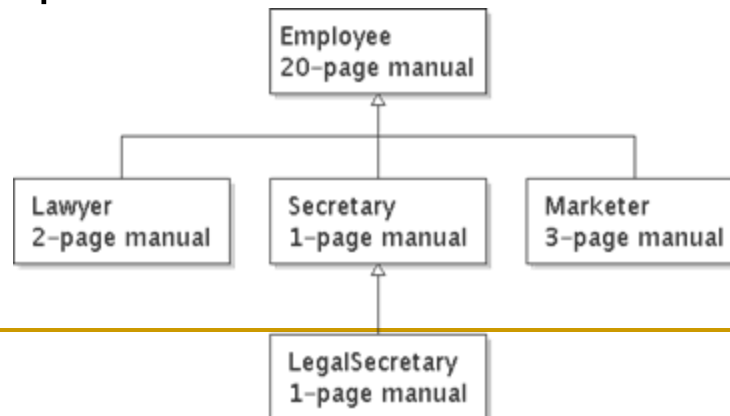 Employee
20-page manual
Lawyer
2-page manual
Secretary
1-page manual
Marketer
3-page manual
LegalSecretary
1-page manual